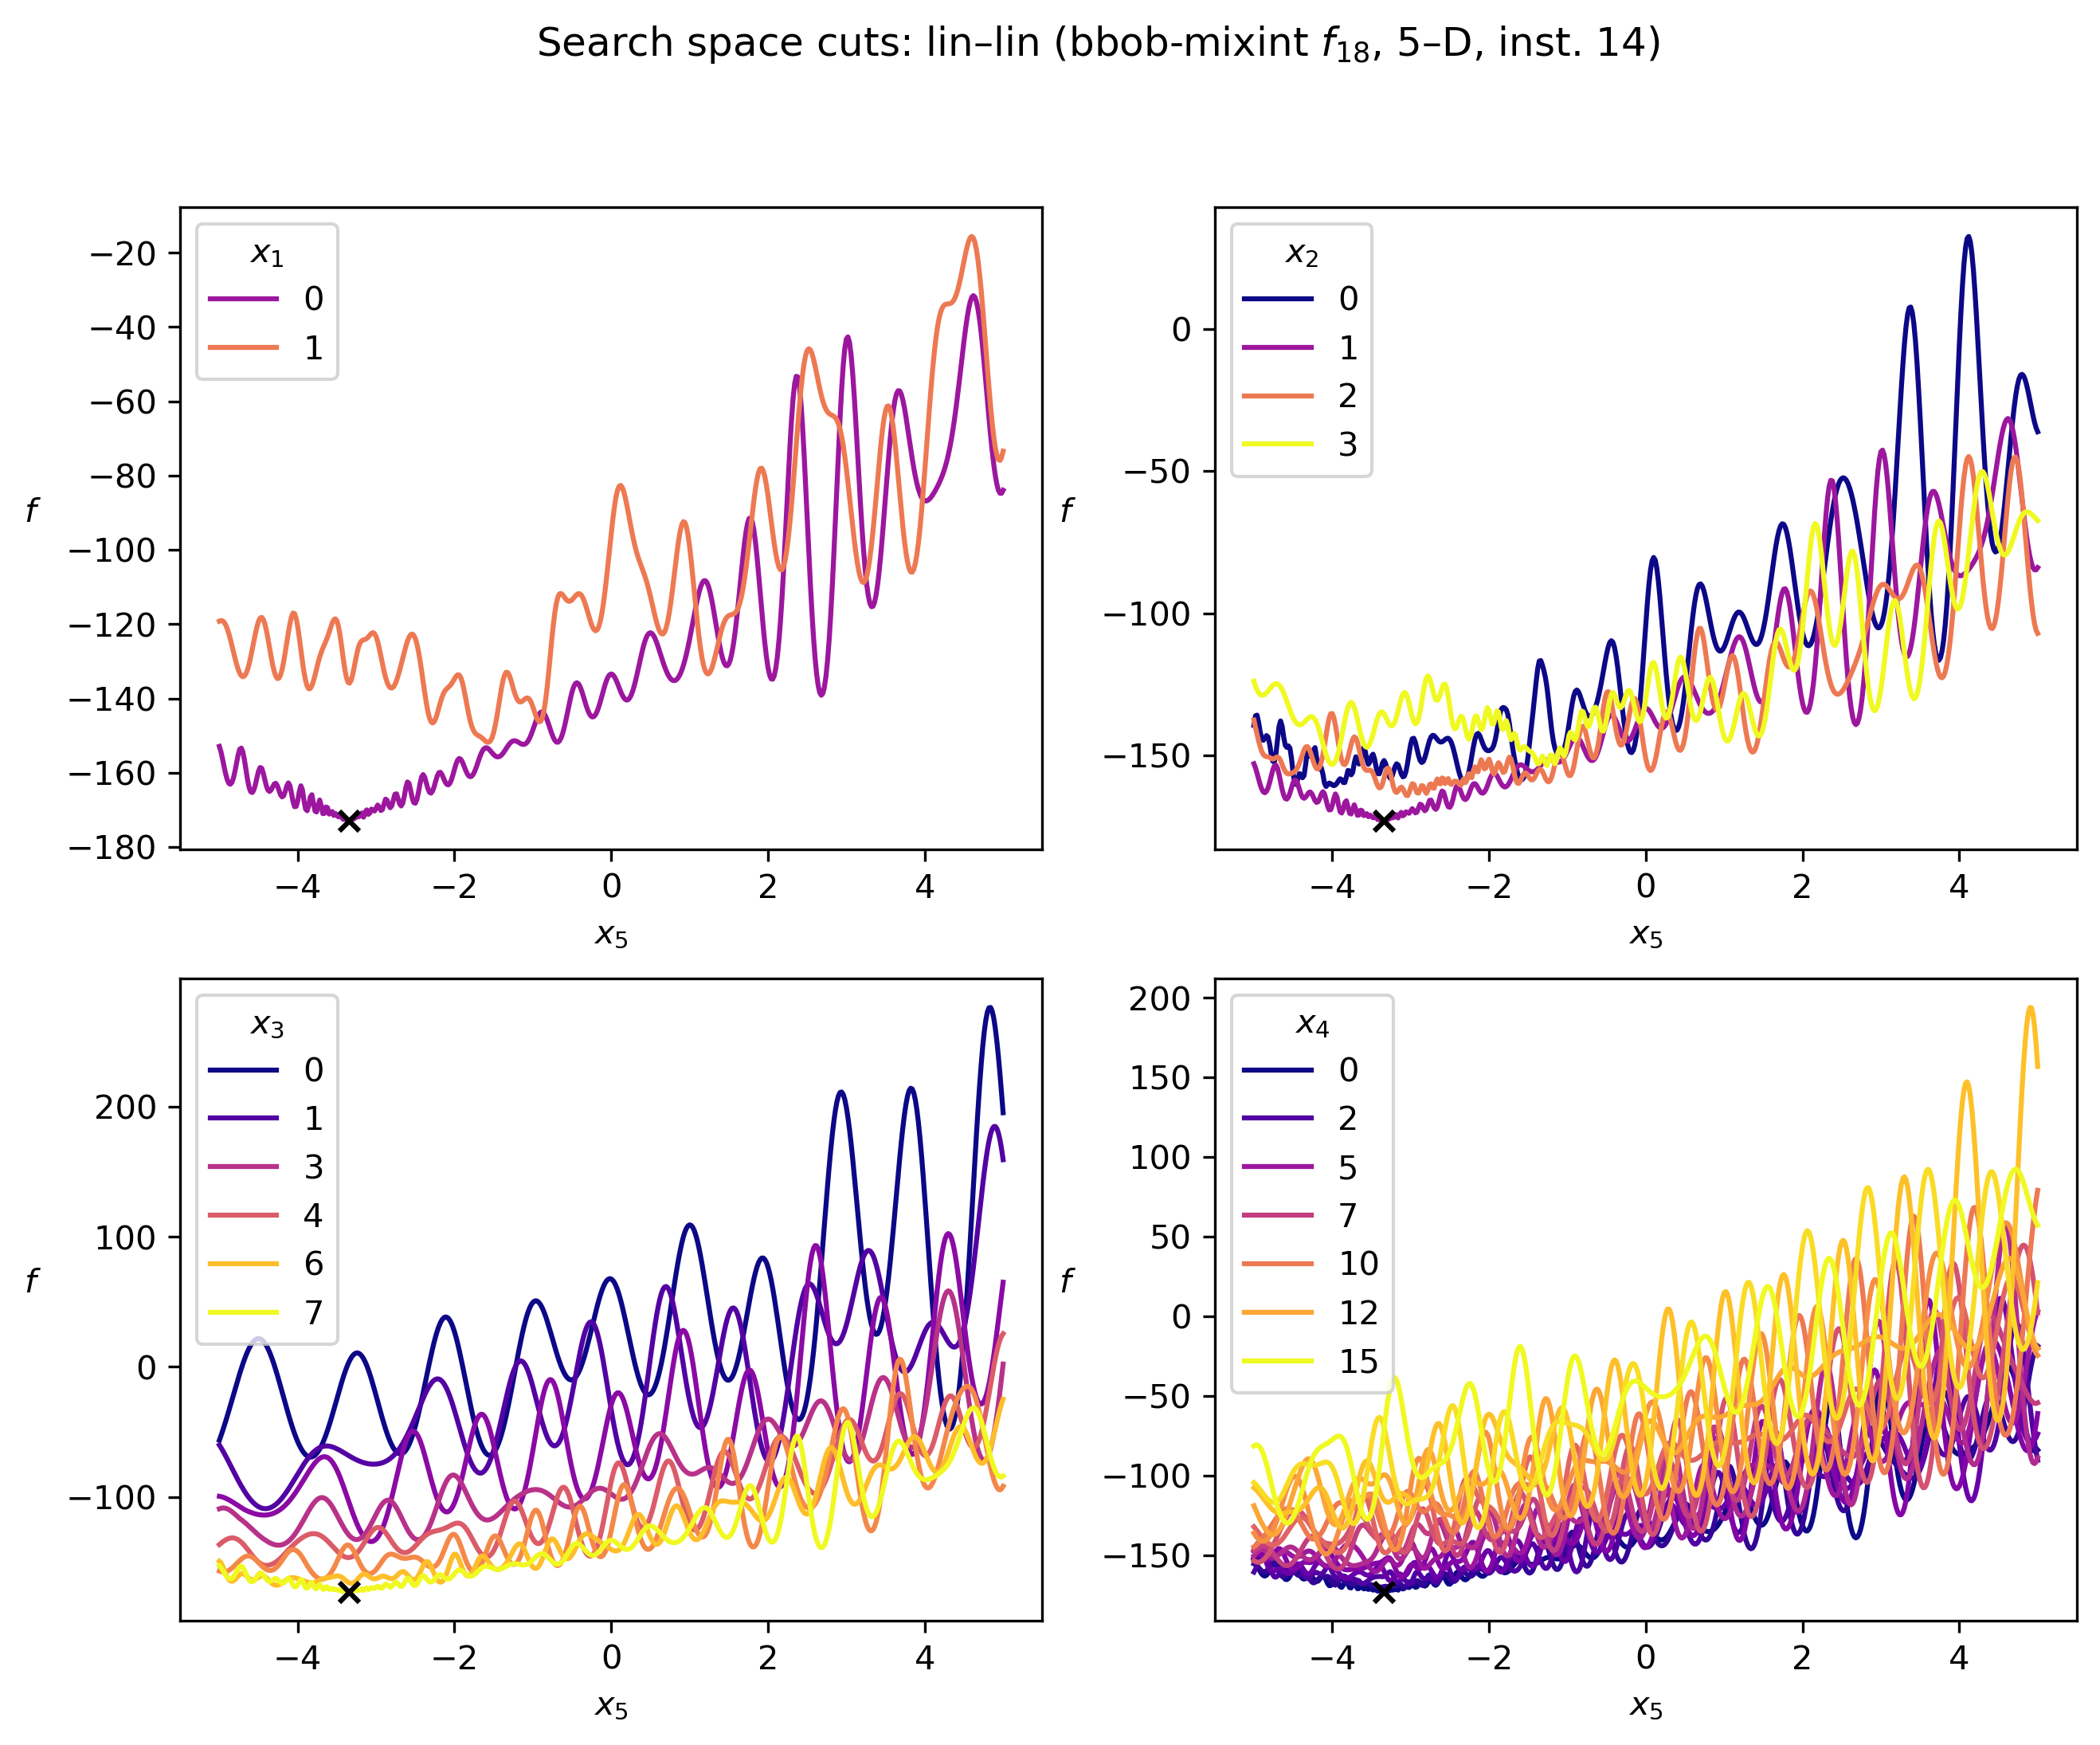 Search space cuts: lin–lin (bbob-mixint f18, 5–D, inst. 14)
x1
0
1
−20
−40
−60
−80
−100
−120
−140
−160
−180
f
−4 −2 0 2 4
x5
x2
0
1
2
3
0
−50
−100
−150
f
−4 −2 0 2 4
x5
x3
0
1
3
4
6
7
200
100
0
−100
f
−4 −2 0 2 4
x5
x4
0
2
5
7
10
12
15
200
150
100
50
0
−50
−100
−150
f
−4 −2 0 2 4
x5